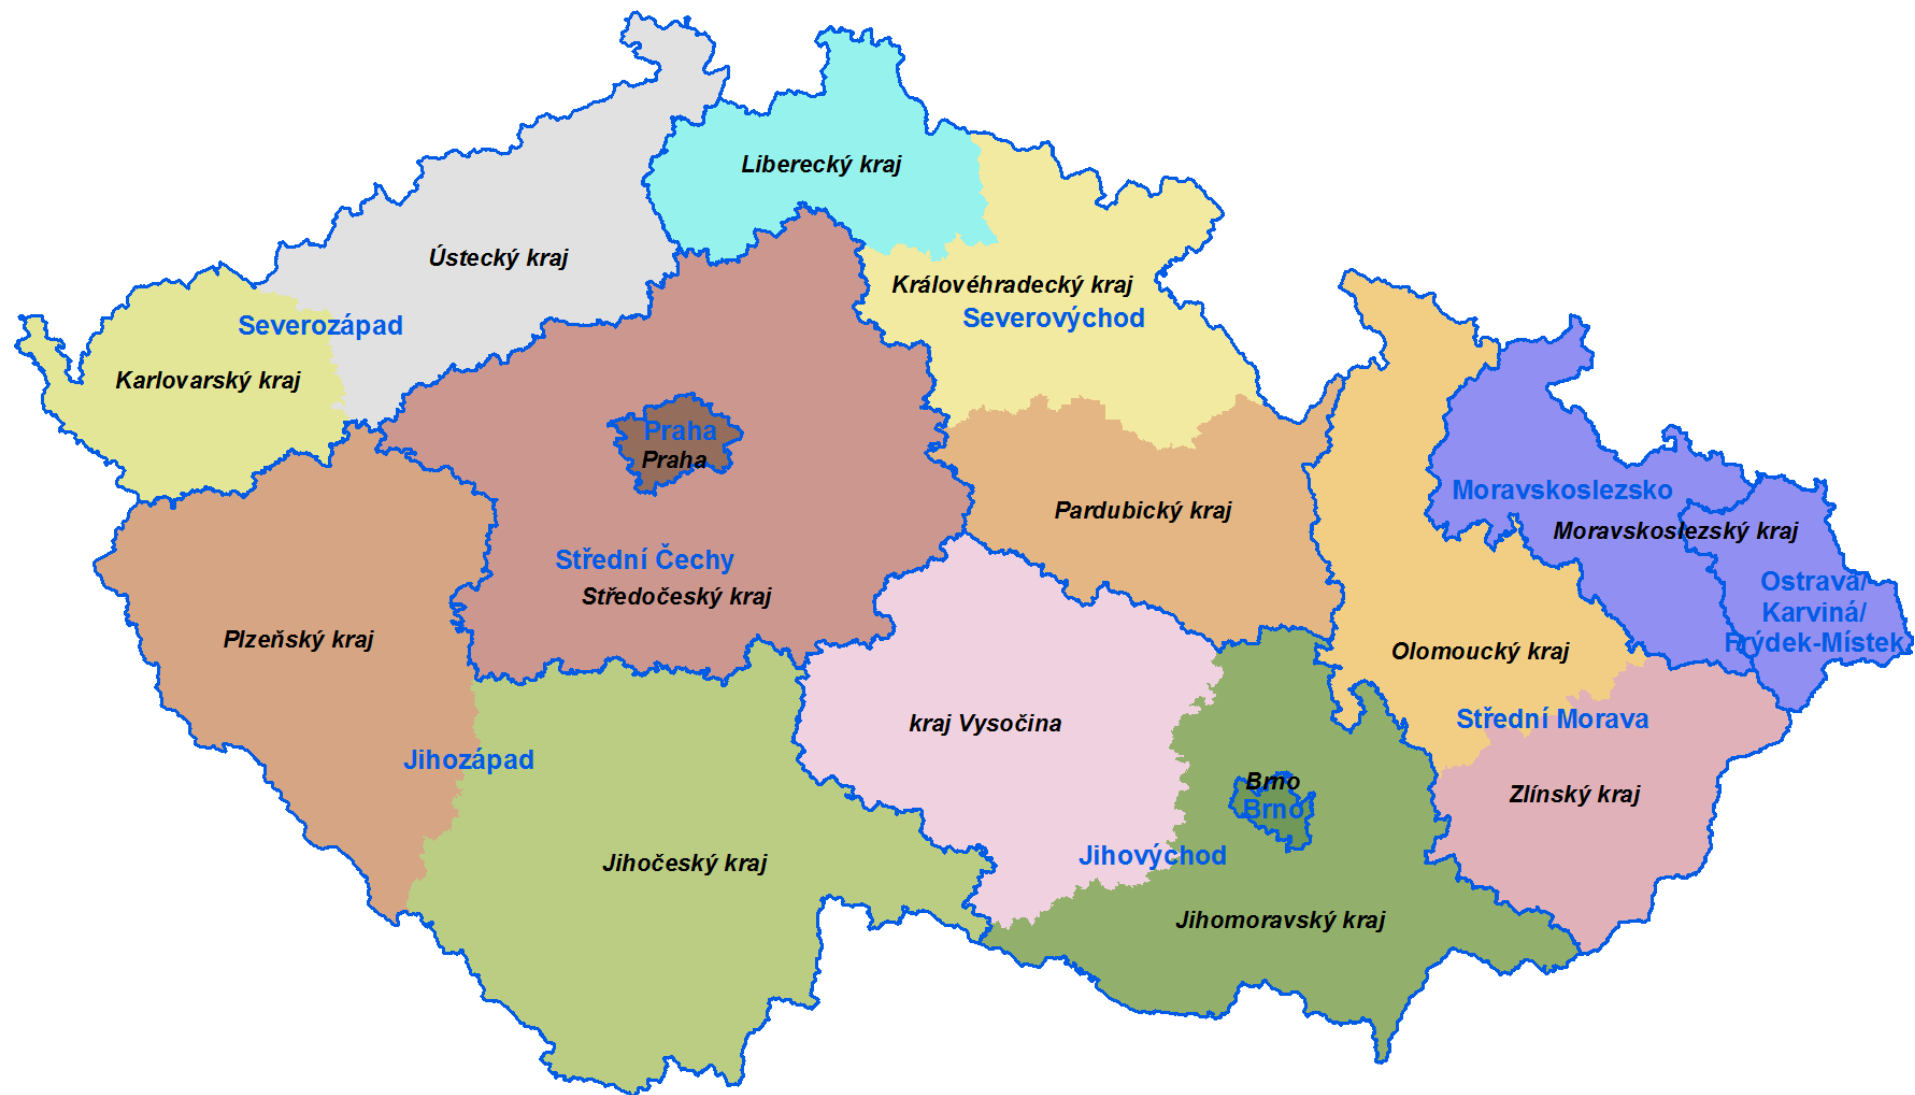 Liberecký kraj
Ústecký kraj
Královéhradecký kraj
Severovýchod
Severozápad
Karlovarský kraj
Praha
Praha
Moravskoslezsko
Pardubický kraj
Moravskoslezský kraj
Střední Čechy
Středočeský kraj
Ostrava/
Karviná/
Frýdek-Místek
Plzeňský kraj
Olomoucký kraj
Střední Morava
kraj Vysočina
Jihozápad
Brno
Brno
Zlínský kraj
Jihovýchod
Jihočeský kraj
Jihomoravský kraj